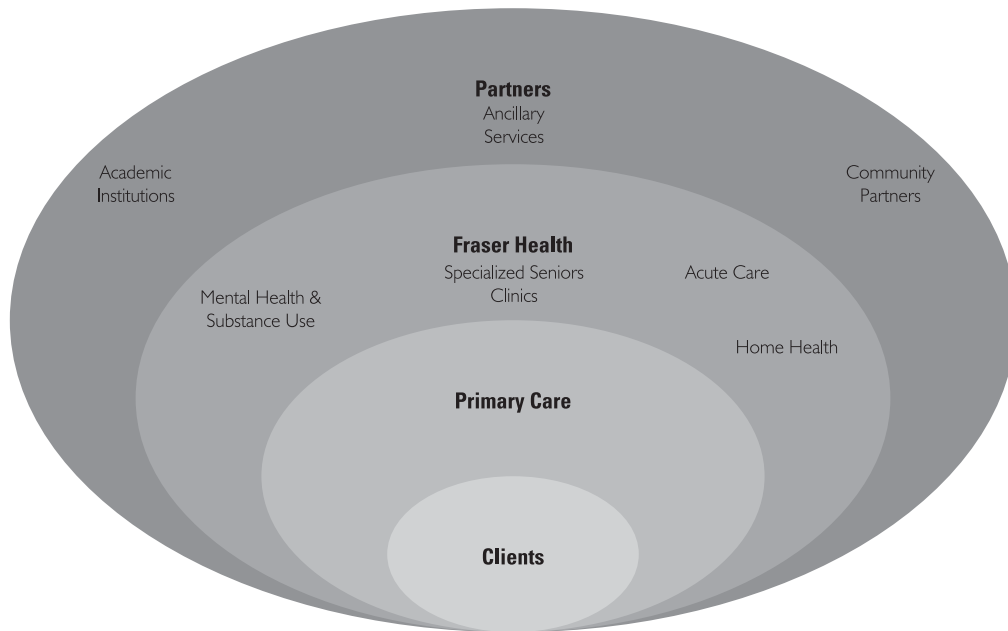 Partners
Ancillary
Services
Academic
Institutions
Community
Partners
Fraser Health
Specialized Seniors
Clinics
Acute Care
Mental Health &
Substance Use
Home Health
Primary Care
Clients